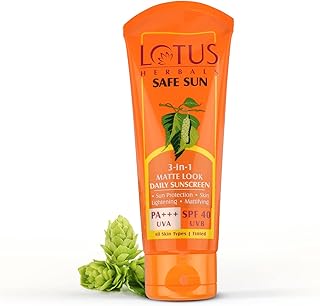 LOTUS
HERBALS
SAFE SUN
3-in-1
MATTE LOOK
DAILY SUNSCREEN
• Sun Protection • Skin
Lightening • Mattifying
PA+++ SPF 40
UVA UVB
All Skin Types | Tinted